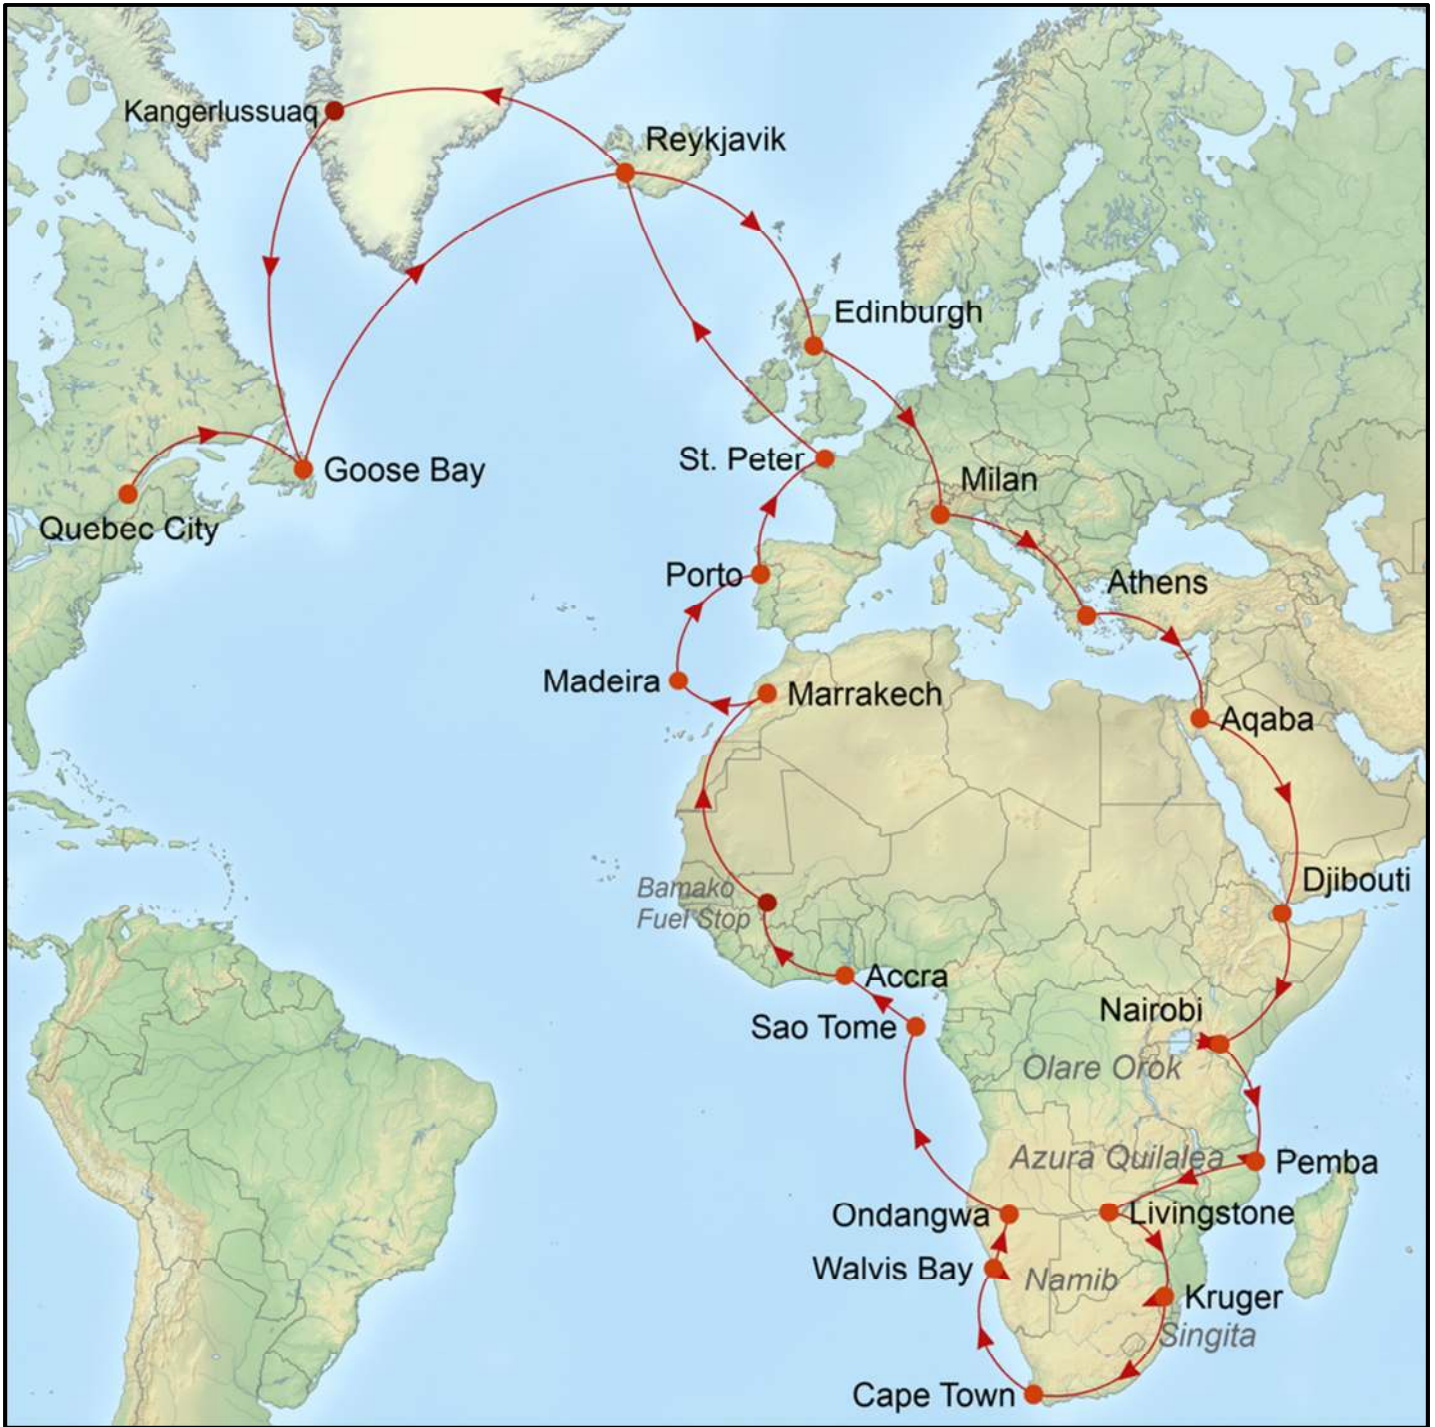 Kangerlussuaq
Reykjavik
Edinburgh
St. Peter
Goose Bay
Milan
Quebec City
Porto
Athens
Madeira
Marrakech
Aqaba
Bamako
Fuel Stop
Djibouti
Accra
Nairobi
Sao Tome
Olare Orok
Azura Quilalea
Pemba
Ondangwa
Livingstone
Walvis Bay
Namib
Kruger
Singita
Cape Town